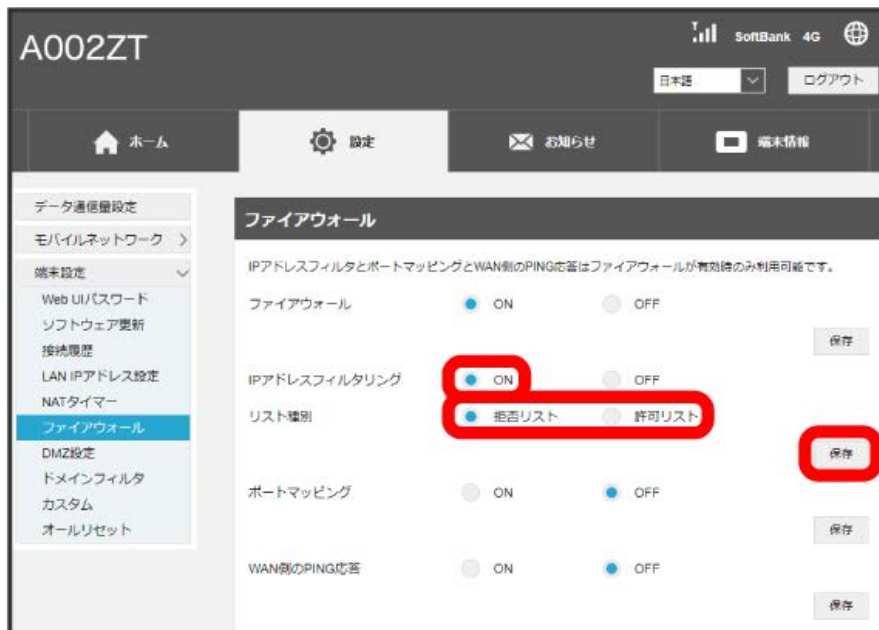 A002ZT
SoftBank 4G
日本語
ログアウト
ホーム
設定
お知らせ
端末情報
データ通信量設定
モバイルネットワーク
端末設定
Web UIパスワード
ソフトウェア更新
接続履歴
LAN IPアドレス設定
NATタイマー
ファイアウォール
DMZ設定
ドメインフィルタ
カスタム
オールリセット
ファイアウォール
IPアドレスフィルタとポートマッピングとWAN側のPING応答はファイアウォールが有効時のみ利用可能です。
ファイアウォール ON OFF
保存
IPアドレスフィルタリング ON OFF
リスト種別 拒否リスト 許可リスト
保存
ポートマッピング ON OFF
保存
WAN側のPING応答 ON OFF
保存